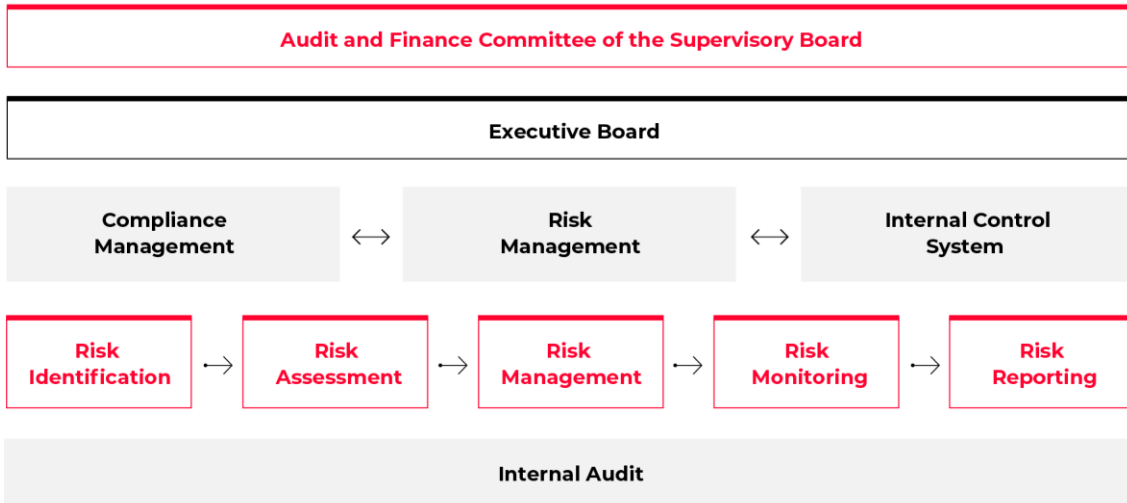 Audit and Finance Committee of the Supervisory Board
Executive Board
Compliance
Management
Risk
Management
Internal Control
System
Risk
Identification
Risk
Assessment
Risk
Management
Risk
Monitoring
Risk
Reporting
Internal Audit